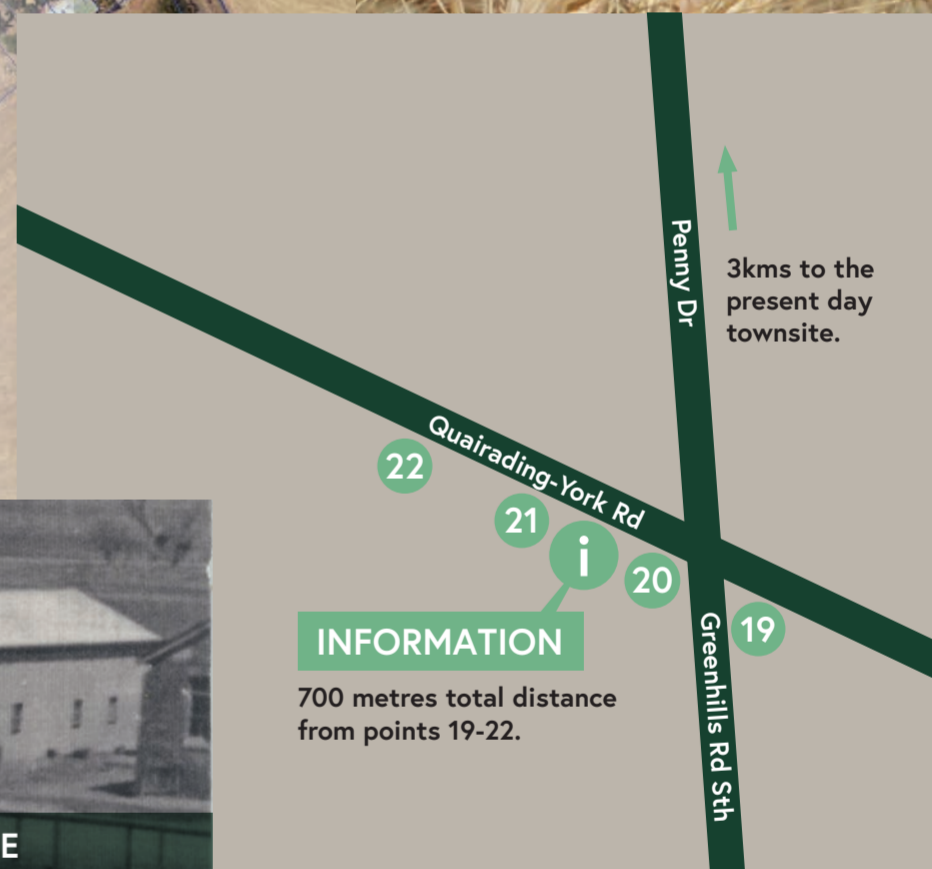 Penny Dr
3kms to the
present day
townsite.
Quairading-York Rd
22
21
i
20
19
INFORMATION
700 metres total distance
from points 19-22.
Greenhills Rd Sth
E